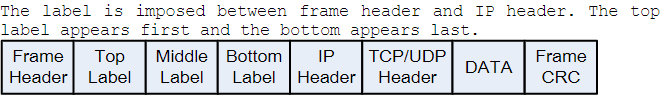 The label is imposed between frame header and IP header. The top
label appears first and the bottom appears last.
Frame Header
Top Label
Middle Label
Bottom Label
IP Header
TCP/UDP Header
DATA
Frame CRC